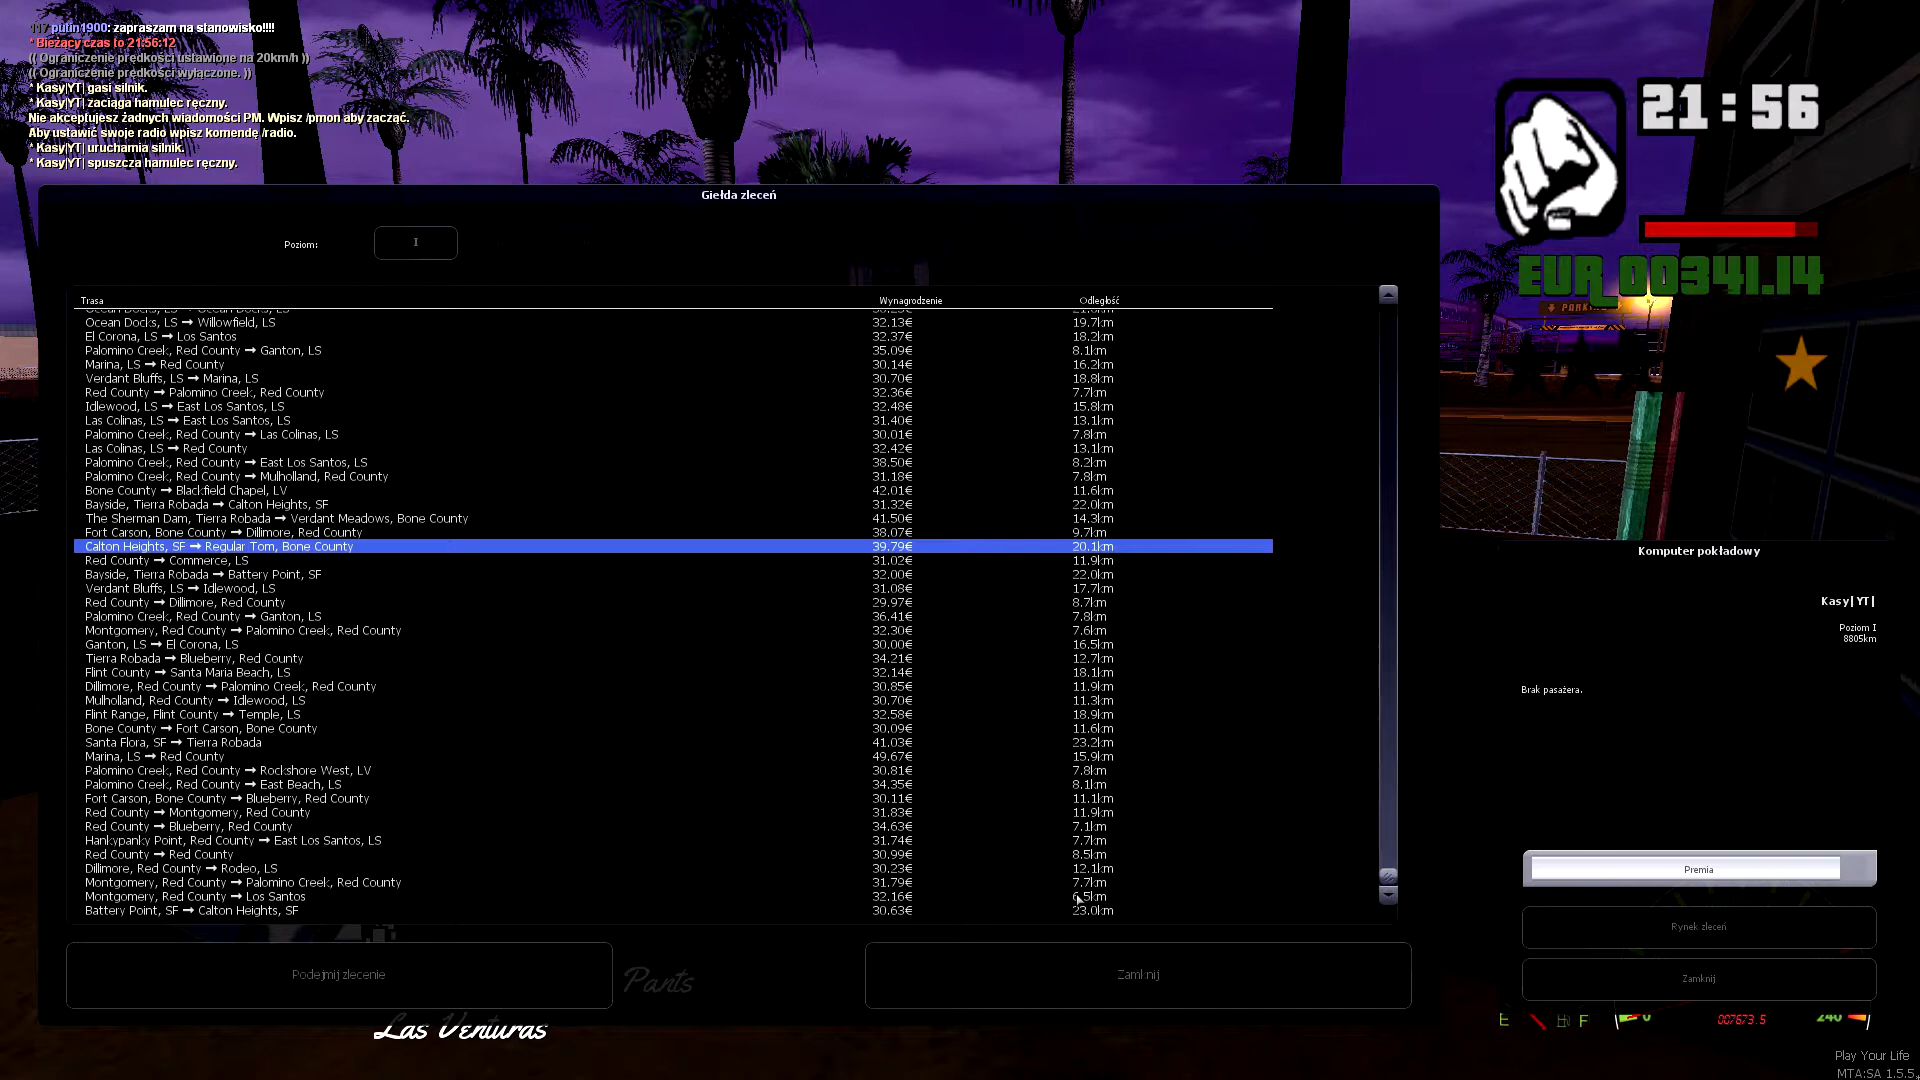 117 putin1900: zapraszam na stanowisko!!!!
* Bieżący czas to 21:56:12
(( Ograniczenie prędkości ustawione na 20km/h ))
(( Ograniczenie prędkości wyłączone. ))
* Kasy|YT| gasi silnik.
* Kasy|YT| zaciąga hamulec ręczny.
Nie akceptujesz żadnych wiadomości PM. Wpisz /pmon aby zacząć.
Aby ustawić swoje radio wpisz komendę /radio.
* Kasy|YT| uruchamia silnik.
* Kasy|YT| spuszcza hamulec ręczny.
21:56
EUR 00341.14
Giełda zleceń
Poziom: I
Trasa Wynagrodzenie Odległość
Ocean Docks, LS → Willowfield, LS 32.13€ 19.7km
El Corona, LS → Los Santos 32.37€ 18.2km
Palomino Creek, Red County → Ganton, LS 35.09€ 8.1km
Marina, LS → Red County 30.14€ 16.2km
Verdant Bluffs, LS → Marina, LS 30.70€ 18.8km
Red County → Palomino Creek, Red County 32.36€ 7.7km
Idlewood, LS → East Los Santos, LS 32.48€ 15.8km
Las Colinas, LS → East Los Santos, LS 31.40€ 13.1km
Palomino Creek, Red County → Las Colinas, LS 30.01€ 7.8km
Las Colinas, LS → Red County 32.42€ 13.1km
Palomino Creek, Red County → East Los Santos, LS 38.50€ 8.2km
Palomino Creek, Red County → Mulholland, Red County 31.18€ 7.8km
Bone County → Blackfield Chapel, LV 42.01€ 11.6km
Bayside, Tierra Robada → Calton Heights, SF 31.32€ 22.0km
The Sherman Dam, Tierra Robada → Verdant Meadows, Bone County 41.50€ 14.3km
Fort Carson, Bone County → Dillimore, Red County 38.07€ 9.7km
Calton Heights, SF → Regular Tom, Bone County 39.79€ 20.1km
Red County → Commerce, LS 31.02€ 11.9km
Bayside, Tierra Robada → Battery Point, SF 32.00€ 22.0km
Verdant Bluffs, LS → Idlewood, LS 31.08€ 17.7km
Red County → Dillimore, Red County 29.97€ 8.7km
Palomino Creek, Red County → Ganton, LS 36.41€ 7.8km
Montgomery, Red County → Palomino Creek, Red County 32.30€ 7.6km
Ganton, LS → El Corona, LS 30.00€ 16.5km
Tierra Robada → Blueberry, Red County 34.21€ 12.7km
Flint County → Santa Maria Beach, LS 32.14€ 18.1km
Dillimore, Red County → Palomino Creek, Red County 30.85€ 11.9km
Mulholland, Red County → Idlewood, LS 30.70€ 11.3km
Flint Range, Flint County → Temple, LS 32.58€ 18.9km
Bone County → Fort Carson, Bone County 30.09€ 11.6km
Santa Flora, SF → Tierra Robada 41.03€ 23.2km
Marina, LS → Red County 49.67€ 15.9km
Palomino Creek, Red County → Rockshore West, LV 30.81€ 7.8km
Palomino Creek, Red County → East Beach, LS 34.35€ 8.1km
Fort Carson, Bone County → Blueberry, Red County 30.11€ 11.1km
Red County → Montgomery, Red County 31.83€ 11.9km
Red County → Blueberry, Red County 34.63€ 7.1km
Hankypanky Point, Red County → East Los Santos, LS 31.74€ 7.7km
Red County → Red County 30.99€ 8.5km
Dillimore, Red County → Rodeo, LS 30.23€ 12.1km
Montgomery, Red County → Palomino Creek, Red County 31.79€ 7.7km
Montgomery, Red County → Los Santos 32.16€ 6.5km
Battery Point, SF → Calton Heights, SF 30.63€ 23.0km
Podejmij zlecenie
Zamknij
Pants
Las Venturas
Komputer pokładowy
Kasy|YT|
Poziom I
8805km
Brak pasażera.
Premia
Rynek zleceń
Zamknij
E F
0 007673.5 240
Play Your Life
MTA:SA 1.5.5